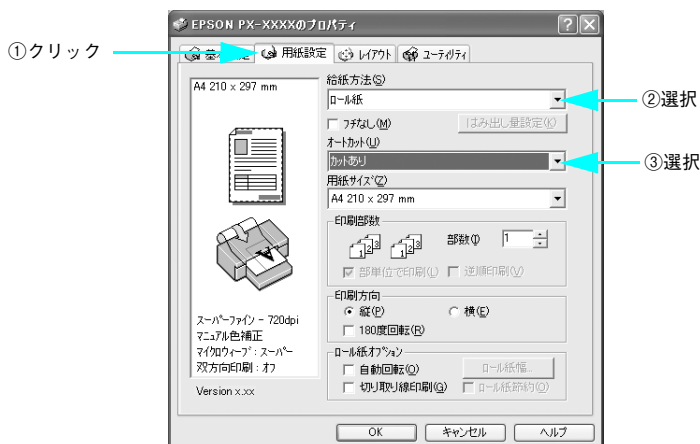 EPSON PX-XXXXのプロパティ
①クリック
用紙設定
レイアウト
ユーティリティ
A4 210 x 297 mm
給紙方法(S)
ロール紙
②選択
フチなし(M)
はみ出し量設定(K)
オートカット(U)
カットあり
③選択
用紙サイズ(Z)
A4 210 x 297 mm
印刷部数
1 2 3
1 2 3
部数(I)
1
部単位で印刷(L)
逆順印刷(V)
印刷方向
縦(P)
横(E)
180度回転(R)
スーパーファイン - 720dpi
マニュアル色補正
マイクロウィーブ : スーパー
双方向印刷 : オフ
Version x.xx
ロール紙オプション
自動回転(O)
ロール紙幅...
切り取り線印刷(G)
ロール紙節約(O)
OK
キャンセル
ヘルプ